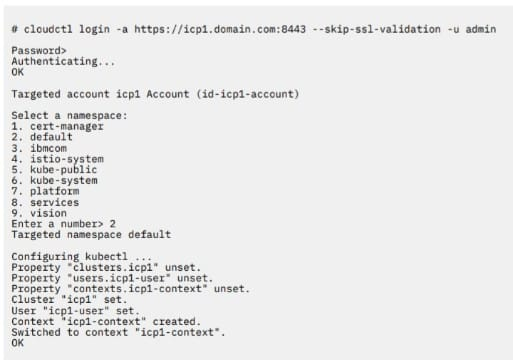 # cloudctl login -a https://icp1.domain.com:8443 --skip-ssl-validation -u admin
Password>
Authenticating...
OK
Targeted account icp1 Account (id-icp1-account)
Select a namespace:
1. cert-manager
2. default
3. ibmcom
4. istio-system
5. kube-public
6. kube-system
7. platform
8. services
9. vision
Enter a number> 2
Targeted namespace default
Configuring kubectl ...
Property "clusters.icp1" unset.
Property "users.icp1-user" unset.
Property "contexts.icp1-context" unset.
Cluster "icp1" set.
User "icp1-user" set.
Context "icp1-context" created.
Switched to context "icp1-context".
OK